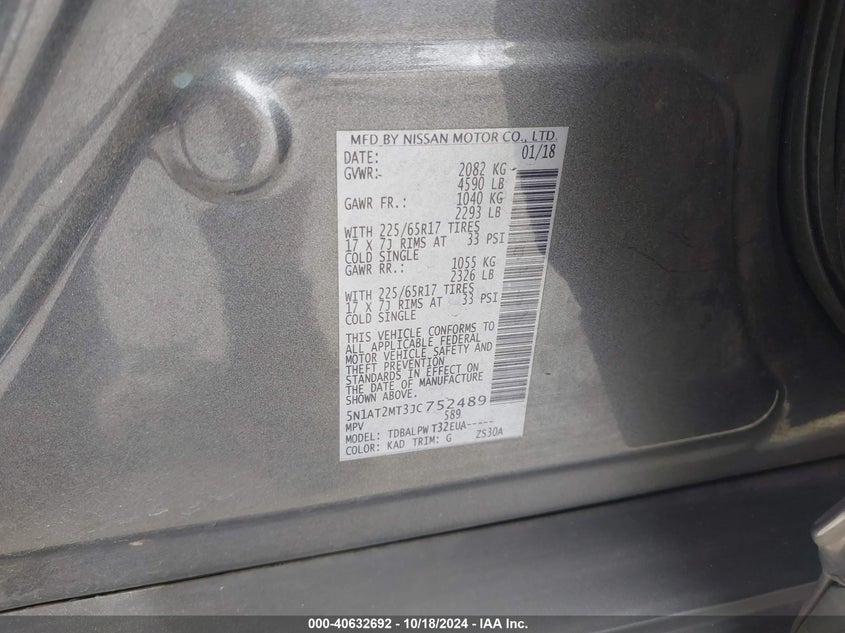 MFD BY NISSAN MOTOR CO., LTD.
DATE: 01/18
GVWR: 2082 KG
4590 LB
GAWR FR.: 1040 KG
2293 LB
WITH 225/65R17 TIRES
17 X 7J RIMS AT 33 PSI
COLD SINGLE
GAWR RR.: 1055 KG
2326 LB
WITH 225/65R17 TIRES
17 X 7J RIMS AT 33 PSI
COLD SINGLE
THIS VEHICLE CONFORMS TO
ALL APPLICABLE FEDERAL
MOTOR VEHICLE SAFETY AND
THEFT PREVENTION
STANDARDS IN EFFECT ON
THE DATE OF MANUFACTURE
SHOWN ABOVE.
5N1AT2MT3JC752489
MPV 589
MODEL: TDBALPW T32EUA-----
COLOR: KAD TRIM: G ZS30A
000-40632692 - 10/18/2024 - IAA Inc.